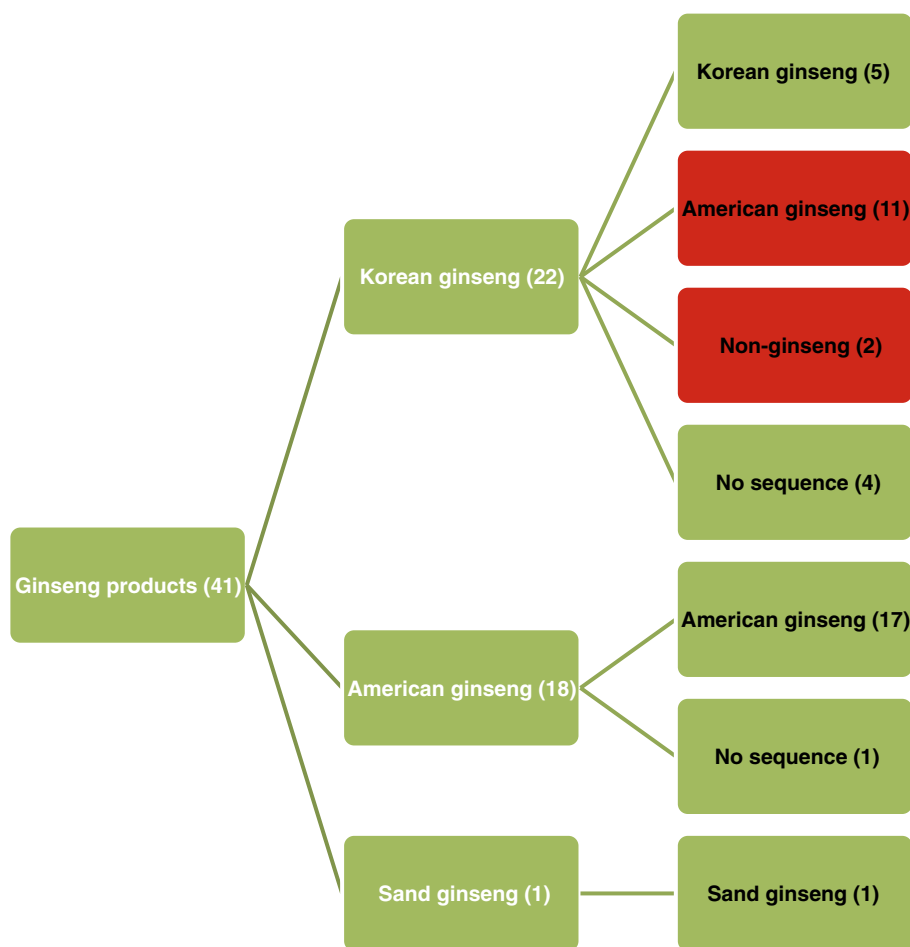 Ginseng products (41)
Korean ginseng (22)
American ginseng (18)
Sand ginseng (1)
Korean ginseng (5)
American ginseng (11)
Non-ginseng (2)
No sequence (4)
American ginseng (17)
No sequence (1)
Sand ginseng (1)